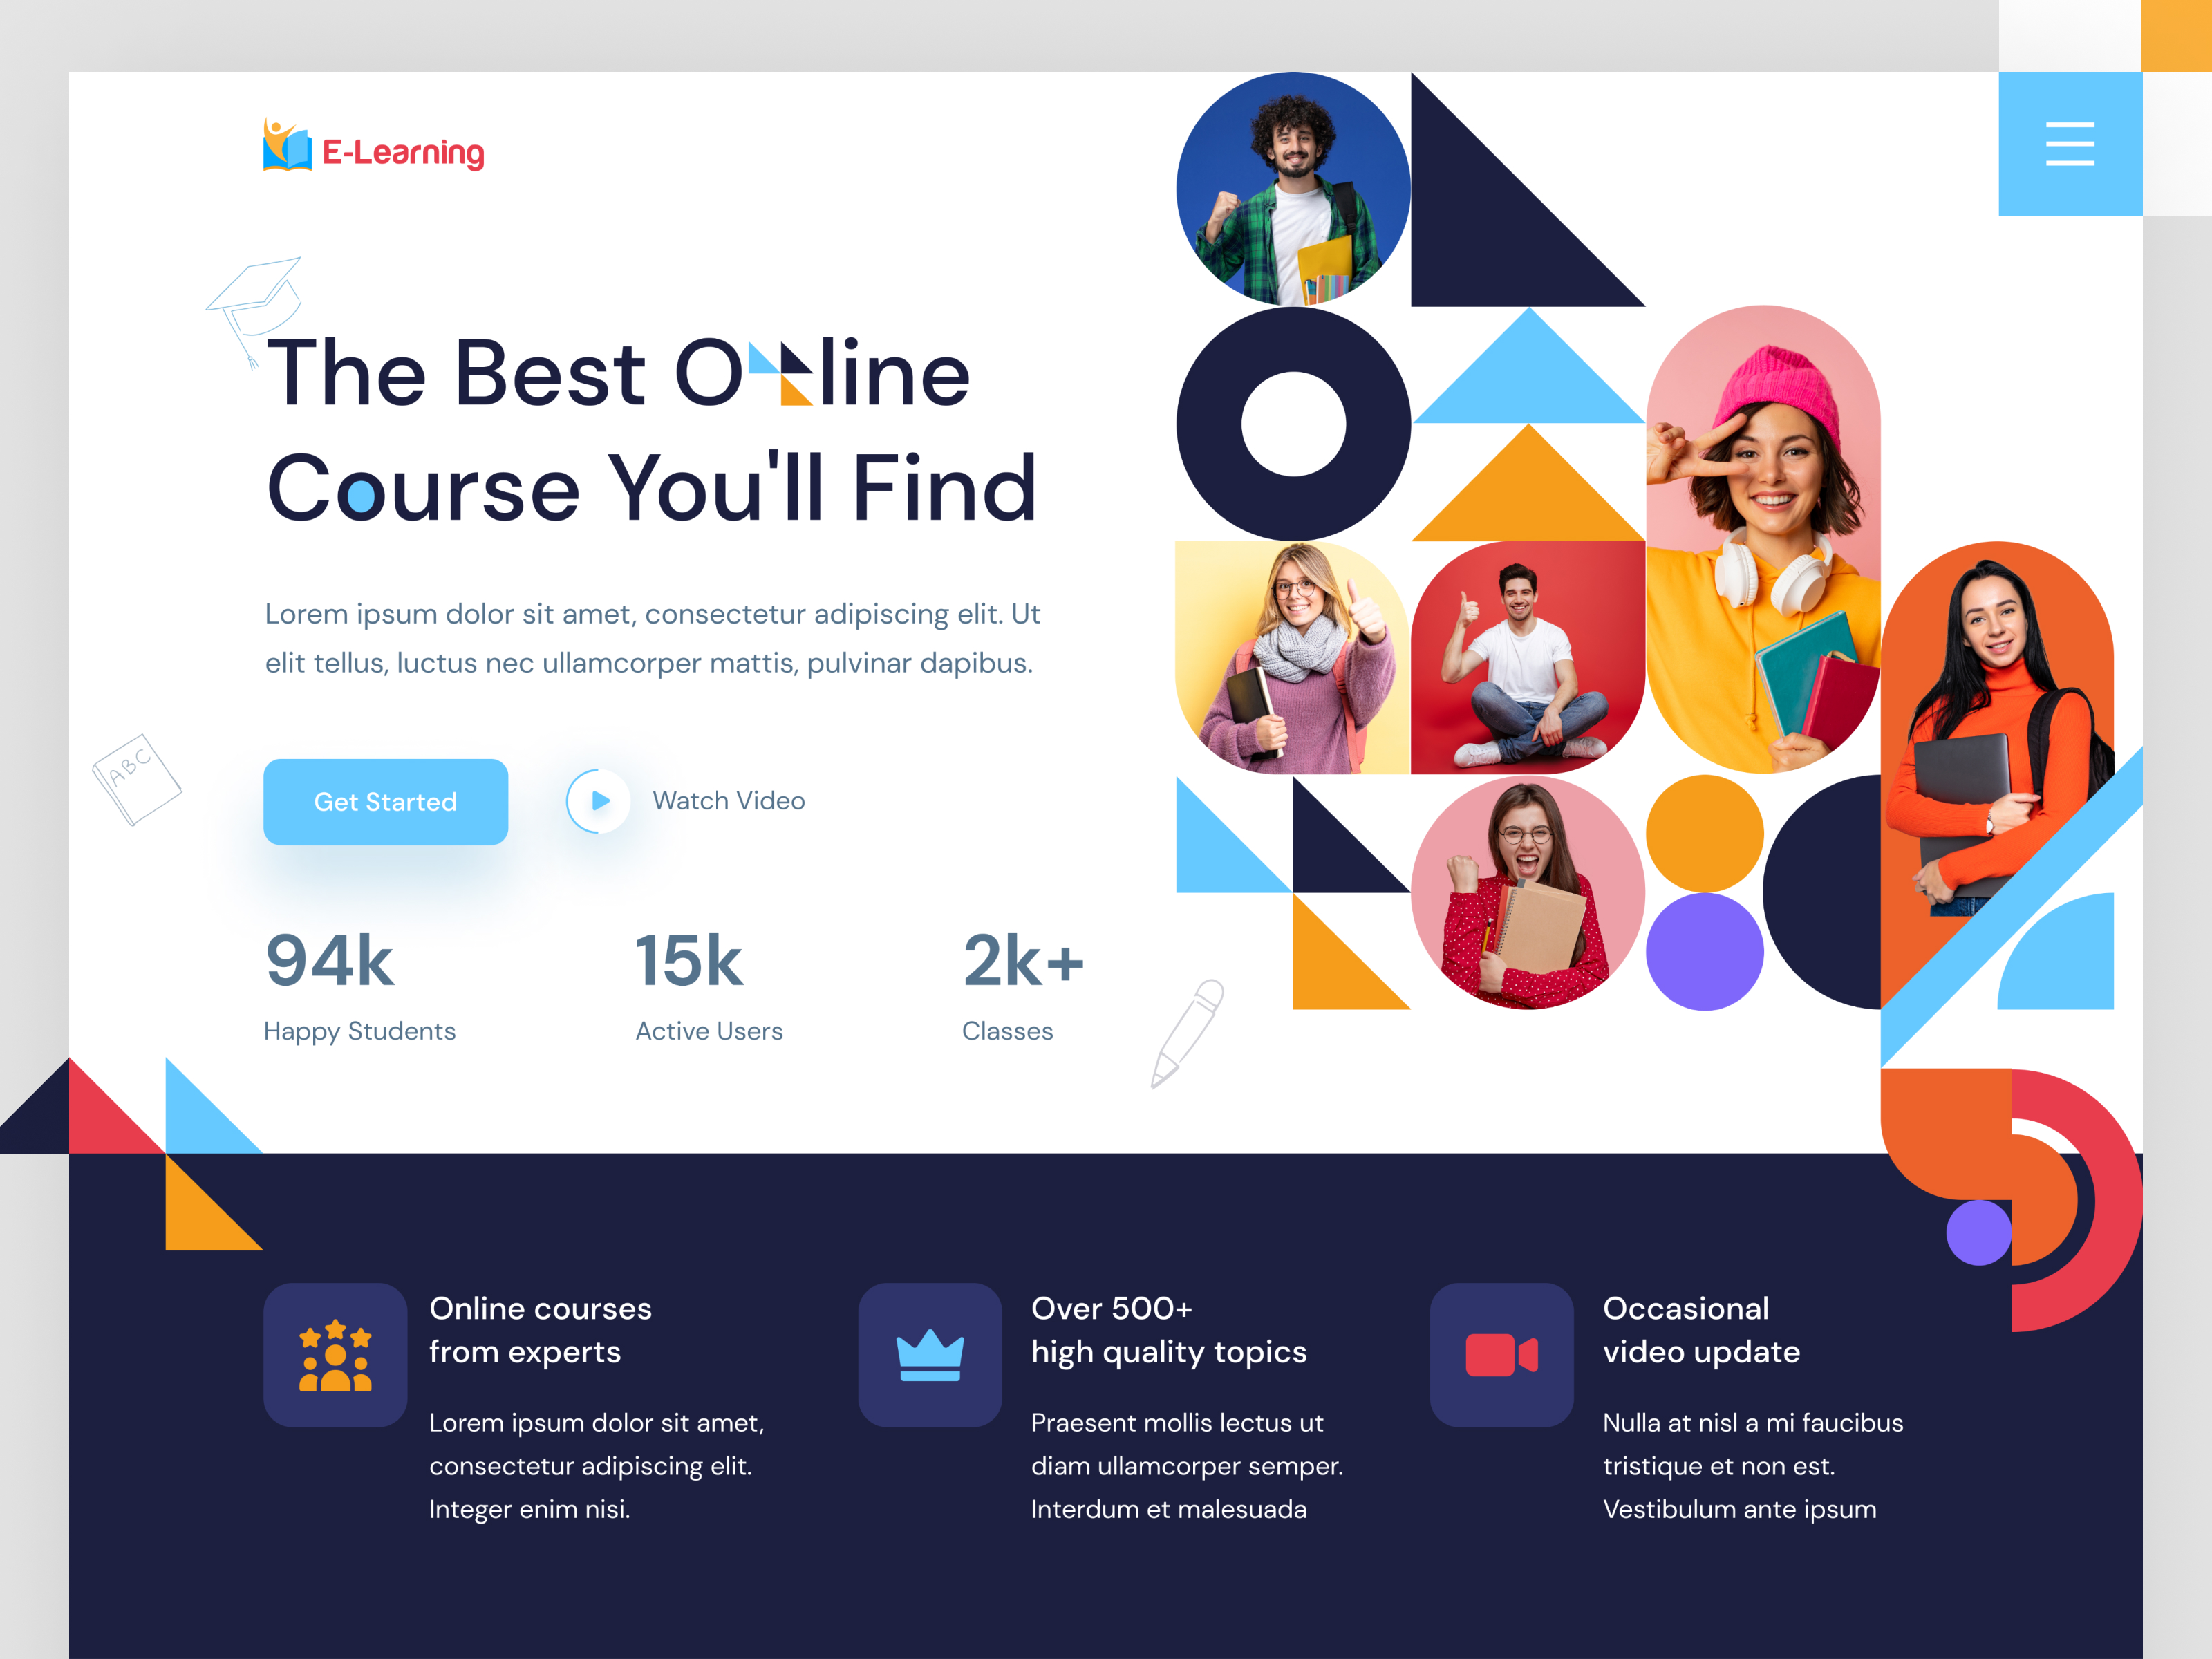 E-Learning
The Best Online
Course You'll Find
Lorem ipsum dolor sit amet, consectetur adipiscing elit. Ut
elit tellus, luctus nec ullamcorper mattis, pulvinar dapibus.
ABC
Get Started
Watch Video
94k
Happy Students
15k
Active Users
2k+
Classes
Online courses
from experts
Lorem ipsum dolor sit amet,
consectetur adipiscing elit.
Integer enim nisi.
Over 500+
high quality topics
Praesent mollis lectus ut
diam ullamcorper semper.
Interdum et malesuada
Occasional
video update
Nulla at nisl a mi faucibus
tristique et non est.
Vestibulum ante ipsum